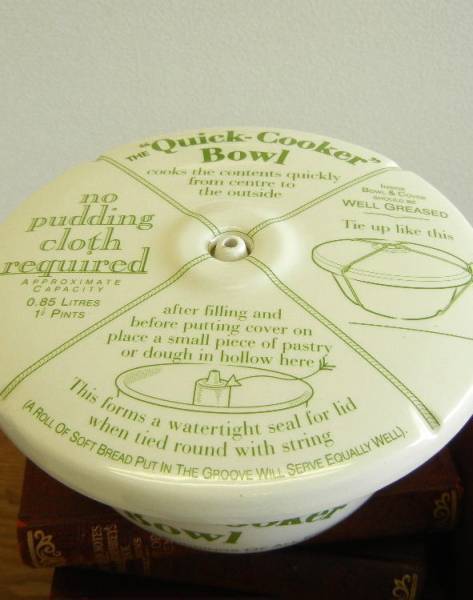 THE "Quick-Cooker"
Bowl
cooks the contents quickly
from centre to
the outside
no
pudding
cloth
required
APPROXIMATE
CAPACITY
0.85 LITRES
1½ PINTS
INSIDE
BOWL & COVER
SHOULD BE
WELL GREASED
Tie up like this
after filling and
before putting cover on
place a small piece of pastry
or dough in hollow here
This forms a watertight seal for lid
when tied round with string
(A ROLL OF SOFT BREAD PUT IN THE GROOVE WILL SERVE EQUALLY WELL).
Cooker
Bowl